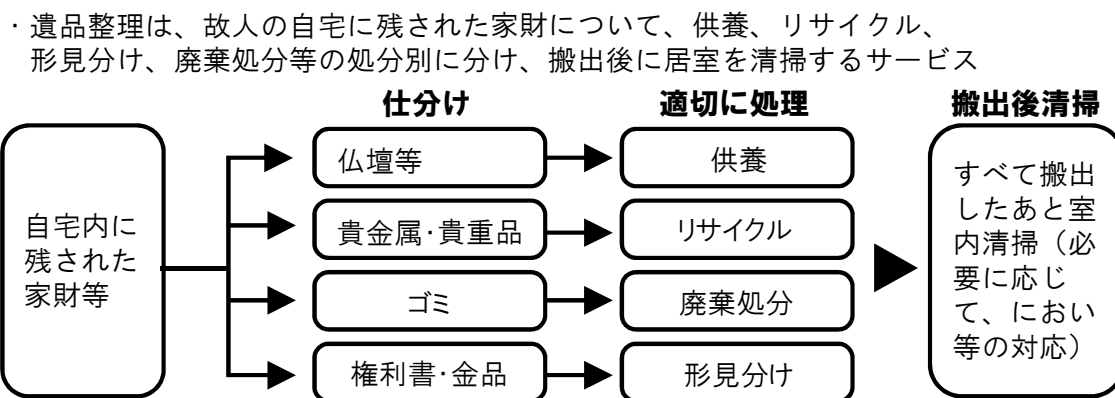 ・遺品整理は、故人の自宅に残された家財について、供養、リサイクル、
形見分け、廃棄処分等の処分別に分け、搬出後に居室を清掃するサービス
仕分け
適切に処理
搬出後清掃
自宅内に
残された
家財等
仏壇等
供養
貴金属・貴重品
リサイクル
ゴミ
廃棄処分
権利書・金品
形見分け
すべて搬出
したあと室
内清掃（必
要に応じ
て、におい
等の対応）